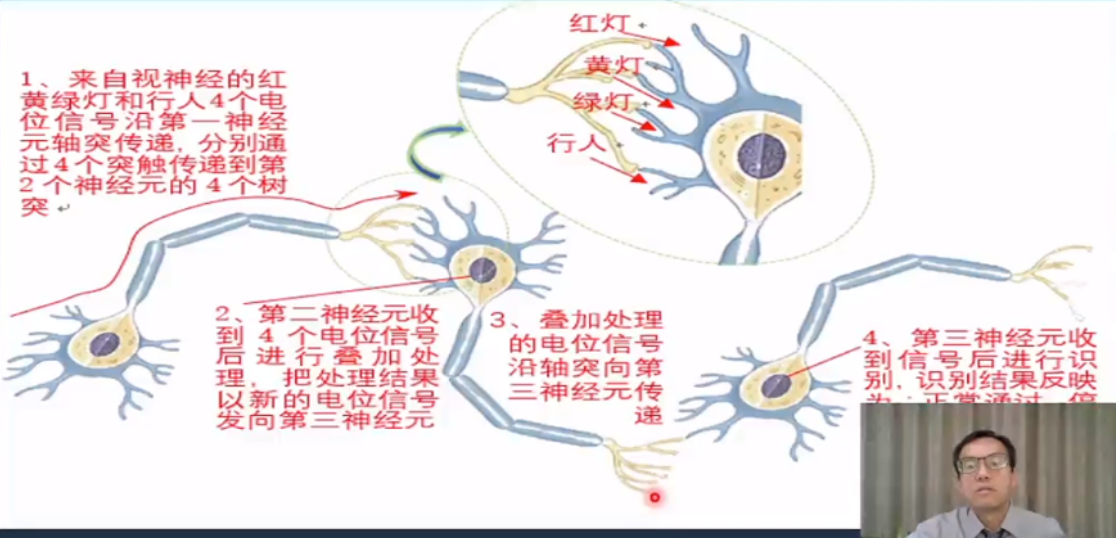 红灯
黄灯
绿灯
行人
1、来自视神经的红
黄绿灯和行人4个电
位信号沿第一神经
元轴突传递，分别通
过4个突触传递到第
2个神经元的4个树
突
2、第二神经元收
到 4 个电位信号
后进行叠加处
理，把处理结果
以新的电位信号
发向第三神经元
3、叠加处理
的电位信号
沿轴突向第
三神经元传
递
4、第三神经元收
到信号后进行识
别，识别结果反映
为：正常通过、停